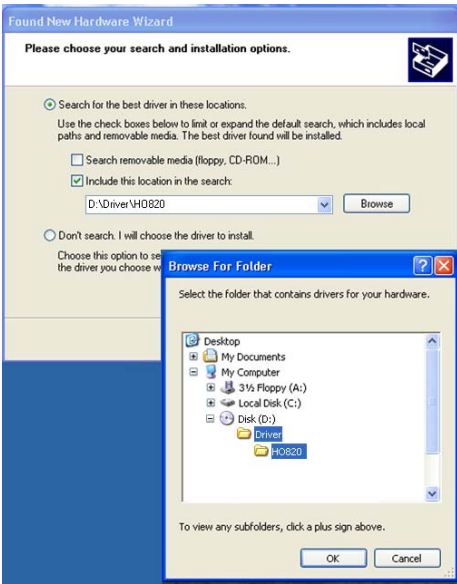 Found New Hardware Wizard
Please choose your search and installation options.
Search for the best driver in these locations.
Use the check boxes below to limit or expand the default search, which includes local
paths and removable media. The best driver found will be installed.
Search removable media (floppy, CD-ROM...)
Include this location in the search:
D:\Driver\HO820
Browse
Don't search. I will choose the driver to install.
Choose this option to se
the driver you choose w
Browse For Folder
Select the folder that contains drivers for your hardware.
Desktop
My Documents
My Computer
3½ Floppy (A:)
Local Disk (C:)
Disk (D:)
Driver
HO820
To view any subfolders, click a plus sign above.
OK
Cancel